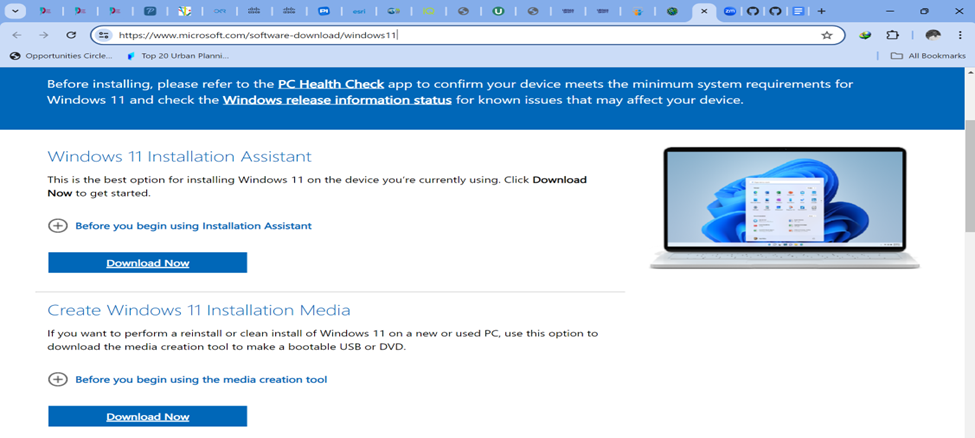 https://www.microsoft.com/software-download/windows11
Opportunities Circle...
Top 20 Urban Planni...
All Bookmarks
Before installing, please refer to the PC Health Check app to confirm your device meets the minimum system requirements for
Windows 11 and check the Windows release information status for known issues that may affect your device.
Windows 11 Installation Assistant
This is the best option for installing Windows 11 on the device you're currently using. Click Download
Now to get started.
Before you begin using Installation Assistant
Download Now
Create Windows 11 Installation Media
If you want to perform a reinstall or clean install of Windows 11 on a new or used PC, use this option to
download the media creation tool to make a bootable USB or DVD.
Before you begin using the media creation tool
Download Now